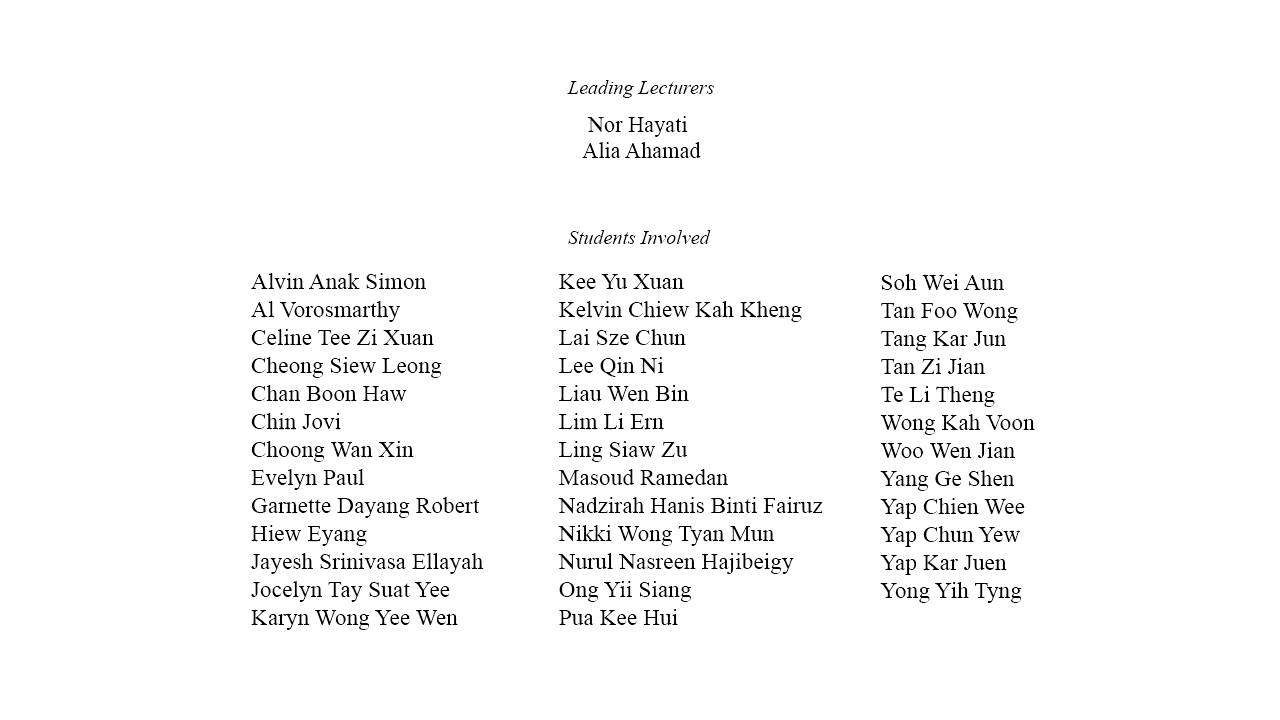 Leading Lecturers
Nor Hayati
Alia Ahamad
Students Involved
Alvin Anak Simon
Al Vorosmarthy
Celine Tee Zi Xuan
Cheong Siew Leong
Chan Boon Haw
Chin Jovi
Choong Wan Xin
Evelyn Paul
Garnette Dayang Robert
Hiew Eyang
Jayesh Srinivasa Ellayah
Jocelyn Tay Suat Yee
Karyn Wong Yee Wen
Kee Yu Xuan
Kelvin Chiew Kah Kheng
Lai Sze Chun
Lee Qin Ni
Liau Wen Bin
Lim Li Ern
Ling Siaw Zu
Masoud Ramedan
Nadzirah Hanis Binti Fairuz
Nikki Wong Tyan Mun
Nurul Nasreen Hajibeigy
Ong Yii Siang
Pua Kee Hui
Soh Wei Aun
Tan Foo Wong
Tang Kar Jun
Tan Zi Jian
Te Li Theng
Wong Kah Voon
Woo Wen Jian
Yang Ge Shen
Yap Chien Wee
Yap Chun Yew
Yap Kar Juen
Yong Yih Tyng